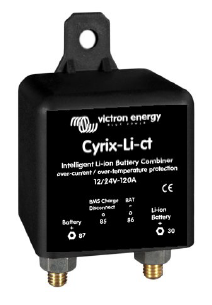 victron energy
Cyrix-Li-ct
Intelligent Li-ion Battery Combiner
over-current / over-temperature protection
12/24V-120A
BMS Charge BAT
Disconnect -
CE
Battery
+
87
85
86
Li-ion
Battery
+
30